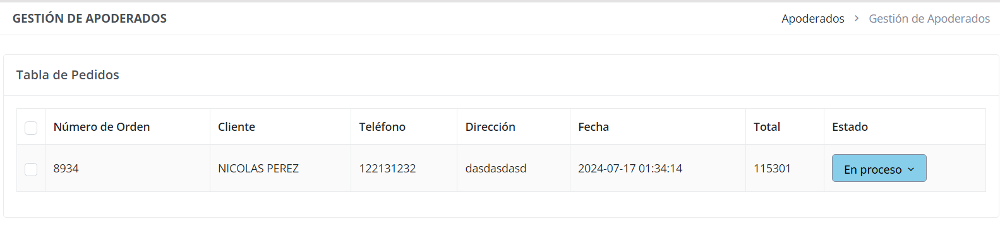 GESTIÓN DE APODERADOS
Apoderados > Gestión de Apoderados
Tabla de Pedidos
Número de Orden Cliente Teléfono Dirección Fecha Total Estado
8934 NICOLAS PEREZ 122131232 dasdasdasd 2024-07-17 01:34:14 115301 En proceso